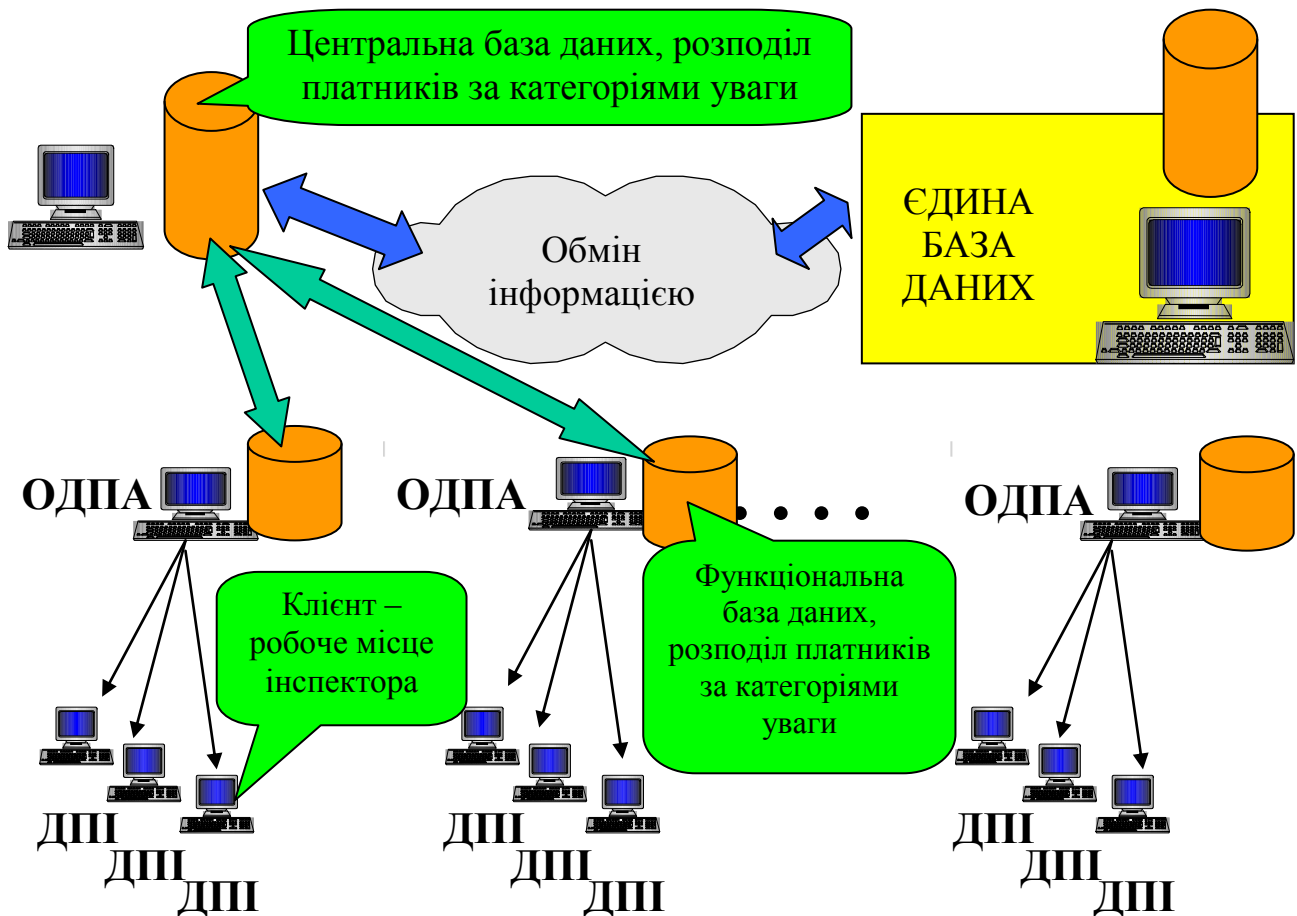 Центральна база даних, розподіл
платників за категоріями уваги
ЄДИНА
БАЗА
ДАНИХ
Обмін
інформацією
ОДПА
ОДПА
ОДПА
Клієнт –
робоче місце
інспектора
Функціональна
база даних,
розподіл платників
за категоріями
уваги
ДПІ
ДПІ
ДПІ
ДПІ
ДПІ
ДПІ
ДПІ
ДПІ
ДПІ